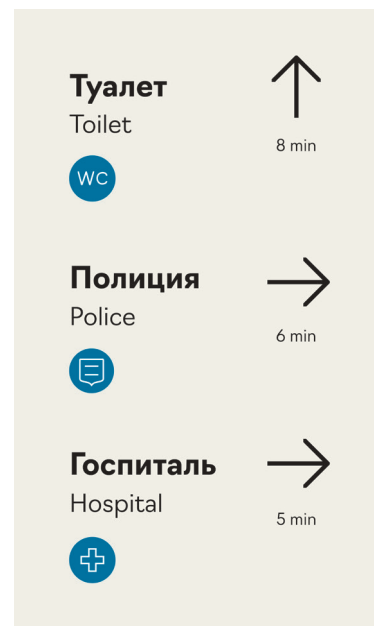 Туалет
Toilet
WC
8 min
Полиция
Police
6 min
Госпиталь
Hospital
5 min